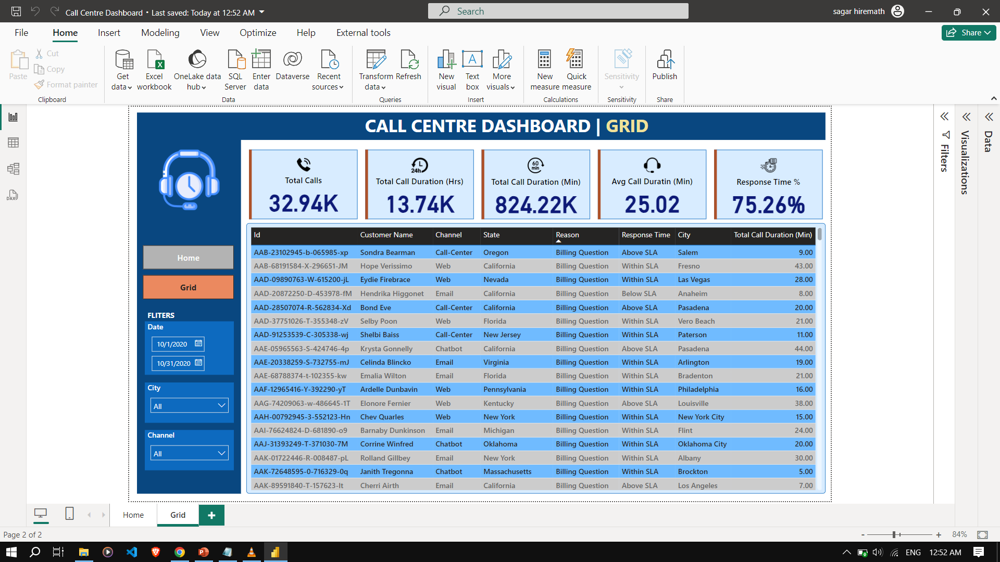 Call Centre Dashboard • Last saved: Today at 12:52 AM
Search
sagar hiremath
File Home Insert Modeling View Optimize Help External tools
Share
Paste
Cut
Copy
Format painter
Clipboard
Get data
Excel workbook
OneLake data hub
SQL Server
Enter data
Dataverse
Recent sources
Data
Transform data
Refresh
Queries
New visual
Text box
More visuals
Insert
New measure
Quick measure
Calculations
Sensitivity
Sensitivity
Publish
Share
CALL CENTRE DASHBOARD | GRID
Total Calls
32.94K
24h
Total Call Duration (Hrs)
13.74K
60 min
Total Call Duration (Min)
824.22K
Avg Call Duratin (Min)
25.02
Response Time %
75.26%
Home
Grid
FLITERS
Date
10/1/2020
10/31/2020
City
All
Channel
All
Id Customer Name Channel State Reason Response Time City Total Call Duration (Min)
AAB-23102945-b-065985-xp Sondra Bearman Call-Center Oregon Billing Question Above SLA Salem 9.00
AAB-68191584-X-296651-JM Hope Verissimo Web California Billing Question Within SLA Fresno 43.00
AAD-09890763-W-615200-jL Eydie Firebrace Web Nevada Billing Question Within SLA Las Vegas 28.00
AAD-20872250-D-453978-fM Hendrika Higgonet Email California Billing Question Below SLA Anaheim 8.00
AAD-28507074-R-562834-Xd Bond Eve Call-Center California Billing Question Above SLA Pasadena 20.00
AAD-37751026-T-355348-zV Selby Poon Web Florida Billing Question Within SLA Vero Beach 21.00
AAD-91253539-C-305338-wj Shelbi Baiss Call-Center New Jersey Billing Question Within SLA Paterson 11.00
AAE-05965563-S-424746-4p Krysta Gonnelly Chatbot California Billing Question Above SLA Pasadena 44.00
AAE-20338259-S-732755-mJ Celinda Blincko Email Virginia Billing Question Within SLA Arlington 19.00
AAE-68788374-t-102355-kw Emalia Wilton Email Florida Billing Question Within SLA Bradenton 21.00
AAF-12965416-Y-392290-yT Ardelle Dunbavin Web Pennsylvania Billing Question Within SLA Philadelphia 16.00
AAG-74209063-w-486645-1T Elonore Fernier Web Kentucky Billing Question Above SLA Louisville 38.00
AAH-00792945-3-552123-Hn Chev Quarles Web New York Billing Question Within SLA New York City 15.00
AAI-76624824-D-681890-o9 Barnaby Dunkinson Email Michigan Billing Question Within SLA Flint 24.00
AAJ-31393249-T-371030-7M Corrine Winfred Chatbot Oklahoma Billing Question Within SLA Oklahoma City 20.00
AAK-01722446-R-008487-pL Rolland Gillbey Email New York Billing Question Within SLA Albany 30.00
AAK-72648595-0-716329-0q Janith Tregonna Chatbot Massachusetts Billing Question Within SLA Brockton 5.00
AAK-89591840-T-157623-lt Cherri Airth Email California Billing Question Above SLA Los Angeles 7.00
Filters
Visualizations
Data
DAX
Home Grid
Page 2 of 2
84%
ENG 12:52 AM